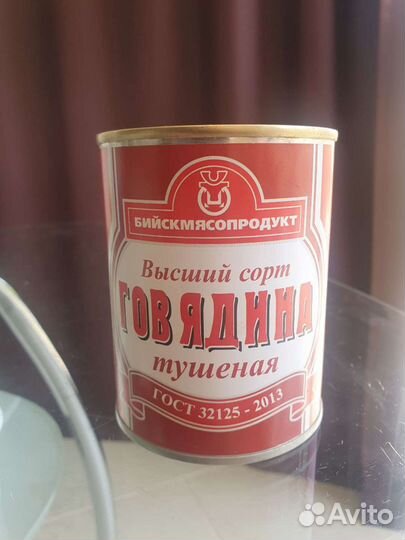 БИЙСКМЯСОПРОДУКТ
Высший сорт
ГОВЯДИНА
тушеная
ГОСТ 32125 - 2013
Avito